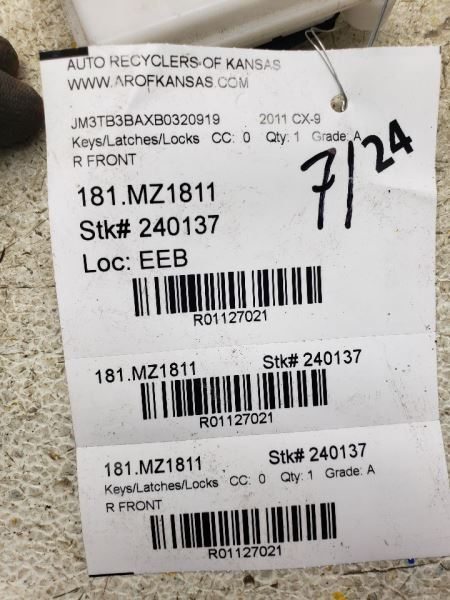 AUTO RECYCLERS OF KANSAS
WWW.AROFKANSAS.COM
JM3TB3BAXB0320919 2011 CX-9
Keys/Latches/Locks CC: 0 Qty: 1 Grade: A
R FRONT
7/24
181.MZ1811
Stk# 240137
Loc: EEB
R01127021
181.MZ1811 Stk# 240137
R01127021
181.MZ1811 Stk# 240137
Keys/Latches/Locks CC: 0 Qty: 1 Grade: A
R FRONT
R01127021